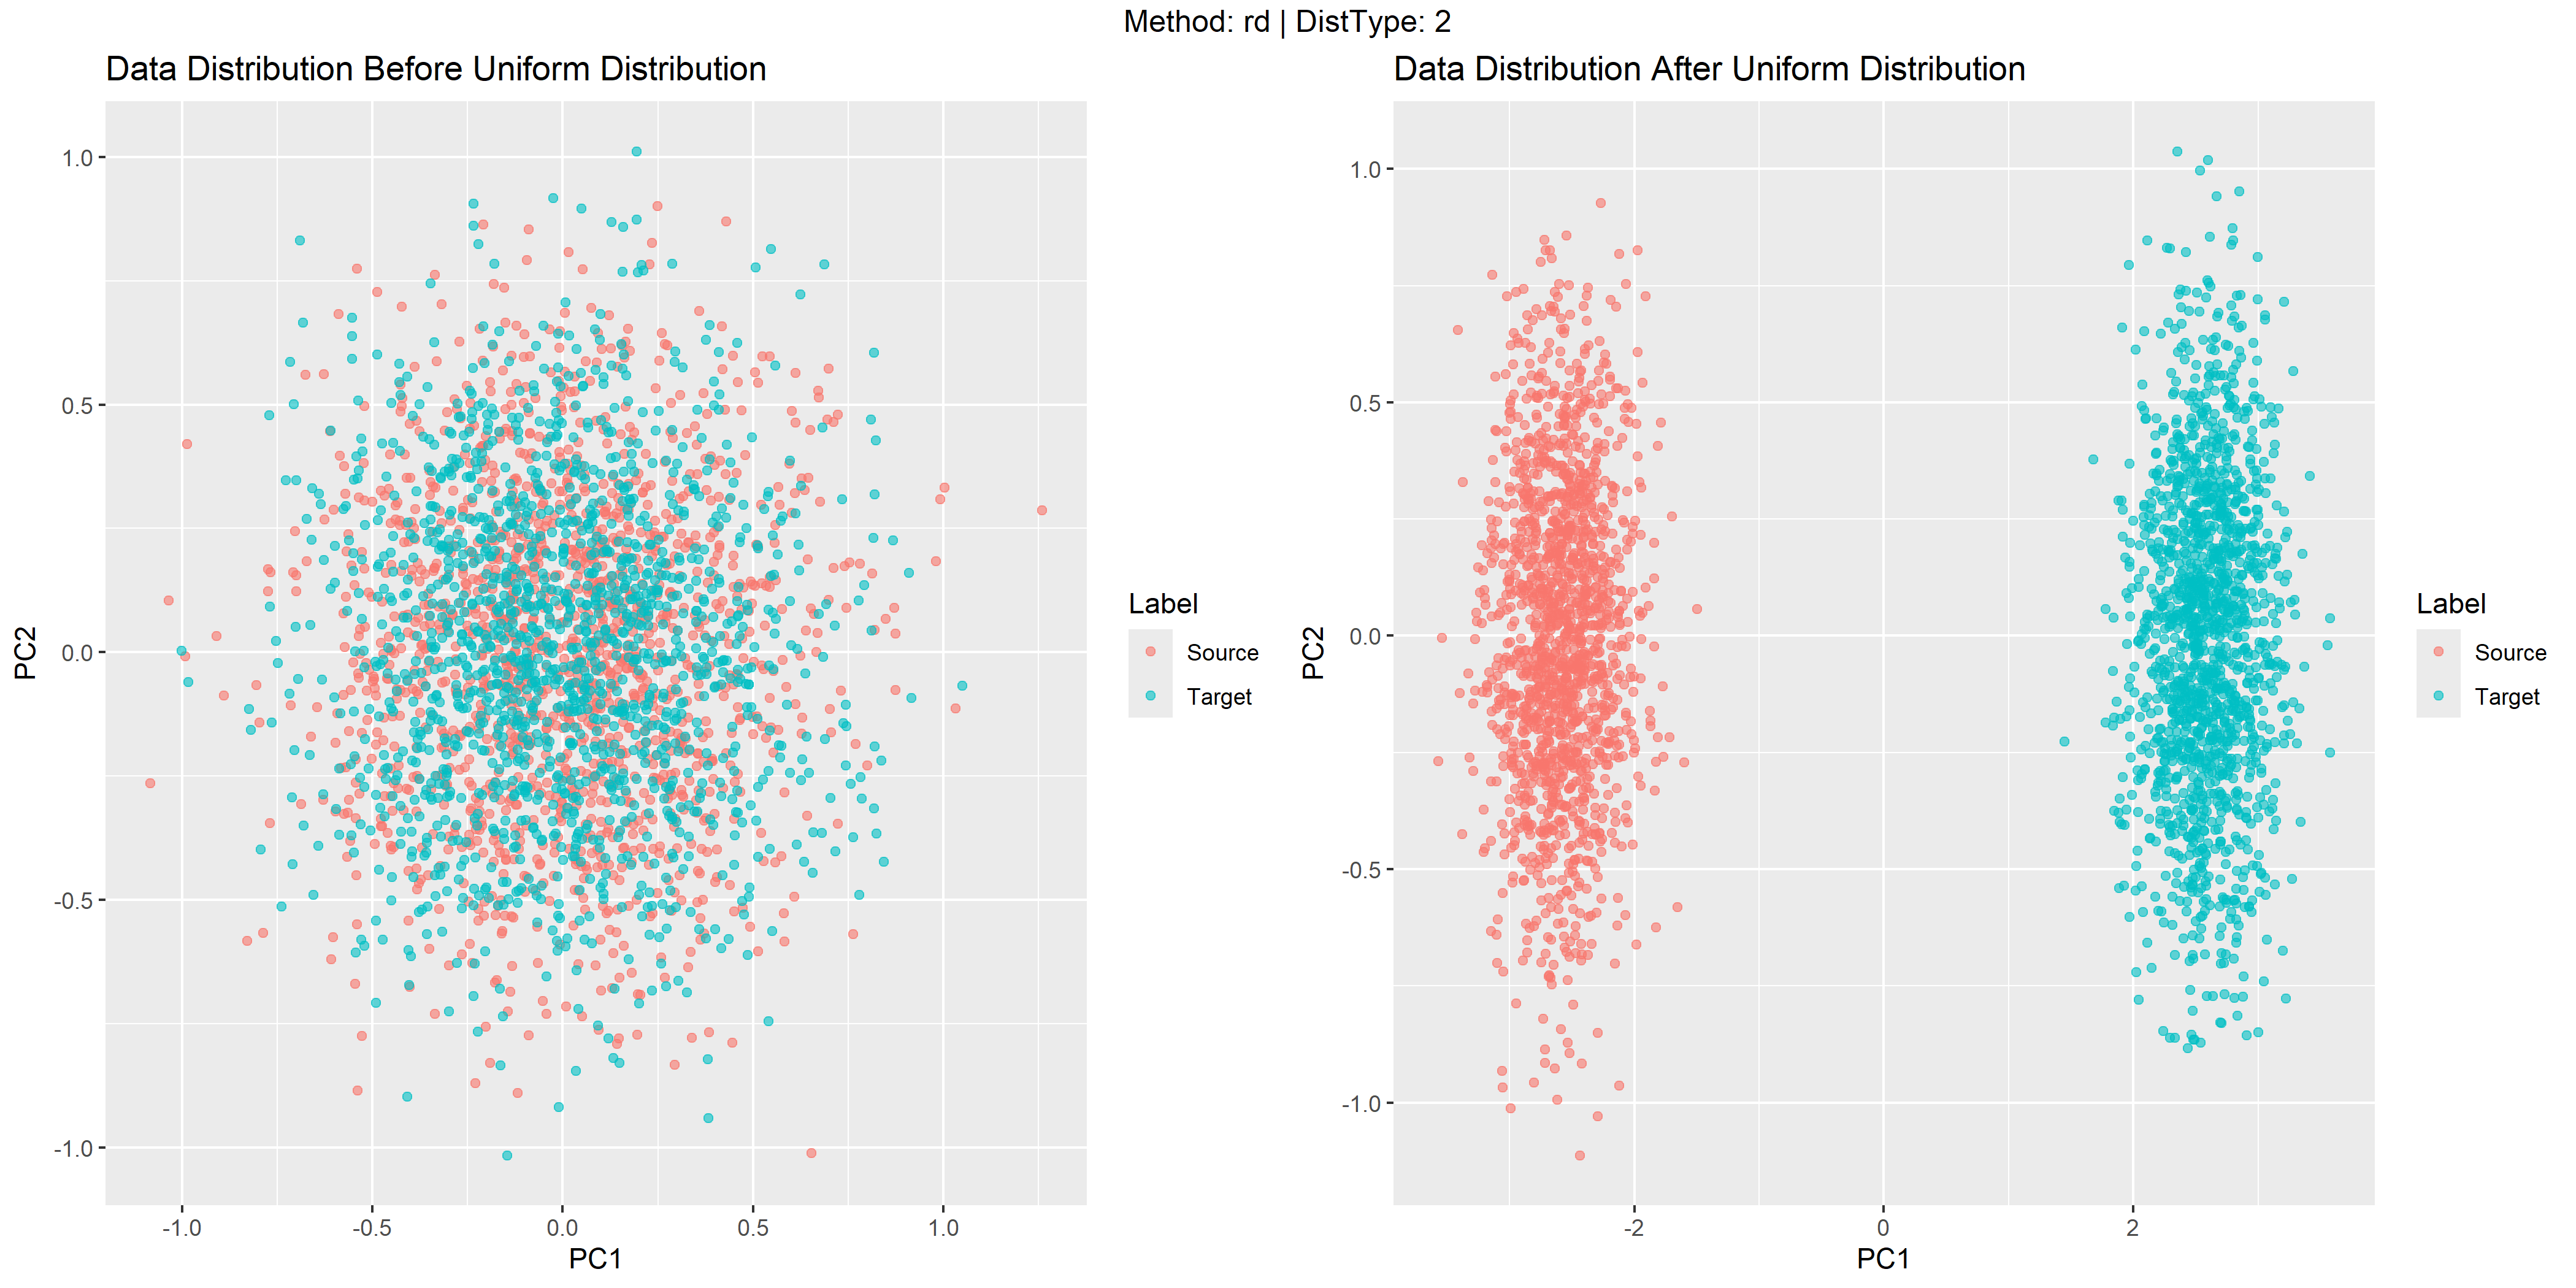 Method: rd | DistType: 2
Data Distribution Before Uniform Distribution
1.0
0.5
0.0
-0.5
-1.0
PC2
-1.0
-0.5
0.0
0.5
1.0
PC1
Label
Source
Target
Data Distribution After Uniform Distribution
1.0
0.5
0.0
-0.5
-1.0
PC2
-2
0
2
PC1
Label
Source
Target